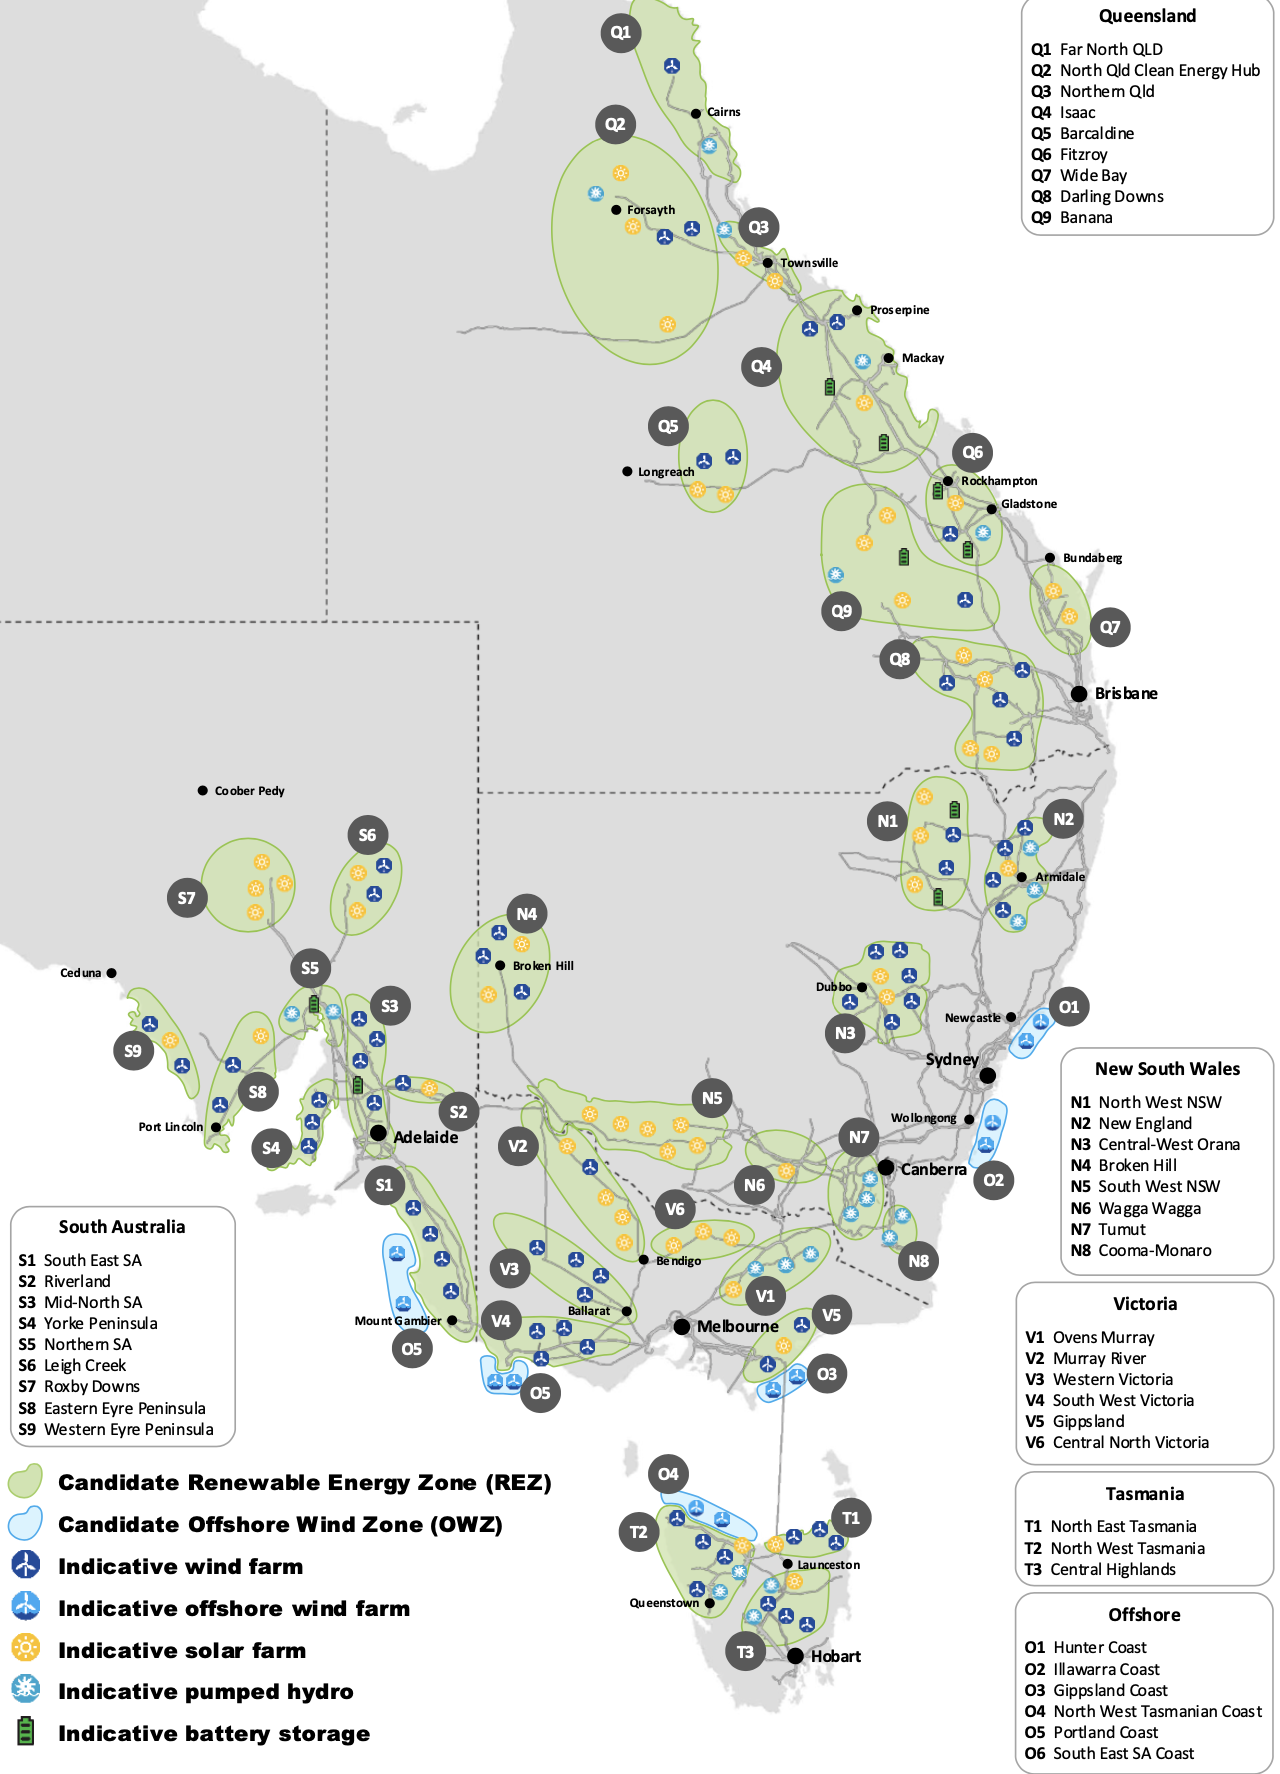 Queensland
Q1 Far North QLD
Q2 North Qld Clean Energy Hub
Q3 Northern Qld
Q4 Isaac
Q5 Barcaldine
Q6 Fitzroy
Q7 Wide Bay
Q8 Darling Downs
Q9 Banana
Q1
Cairns
Q2
Forsayth
Q3
Townsville
Proserpine
Mackay
Q4
Q5
Longreach
Q6
Rockhampton
Gladstone
Bundaberg
Q9
Q7
Q8
Brisbane
Coober Pedy
S6
N1
N2
Armidale
S7
N4
Broken Hill
S5
Ceduna
Dubbo
S3
O1
Newcastle
N3
S9
Sydney
S8
N5
S2
Wollongong
Port Lincoln
Adelaide
S4
V2
N7
Canberra
O2
S1
N6
V6
N8
Bendigo
V3
V1
Ballarat
V5
Mount Gambier
V4
Melbourne
O5
O3
O5
New South Wales
N1 North West NSW
N2 New England
N3 Central-West Orana
N4 Broken Hill
N5 South West NSW
N6 Wagga Wagga
N7 Tumut
N8 Cooma-Monaro
South Australia
S1 South East SA
S2 Riverland
S3 Mid-North SA
S4 Yorke Peninsula
S5 Northern SA
S6 Leigh Creek
S7 Roxby Downs
S8 Eastern Eyre Peninsula
S9 Western Eyre Peninsula
Victoria
V1 Ovens Murray
V2 Murray River
V3 Western Victoria
V4 South West Victoria
V5 Gippsland
V6 Central North Victoria
O4
T2
T1
Launceston
Queenstown
T3
Hobart
Tasmania
T1 North East Tasmania
T2 North West Tasmania
T3 Central Highlands
Offshore
O1 Hunter Coast
O2 Illawarra Coast
O3 Gippsland Coast
O4 North West Tasmanian Coast
O5 Portland Coast
O6 South East SA Coast
Candidate Renewable Energy Zone (REZ)
Candidate Offshore Wind Zone (OWZ)
Indicative wind farm
Indicative offshore wind farm
Indicative solar farm
Indicative pumped hydro
Indicative battery storage